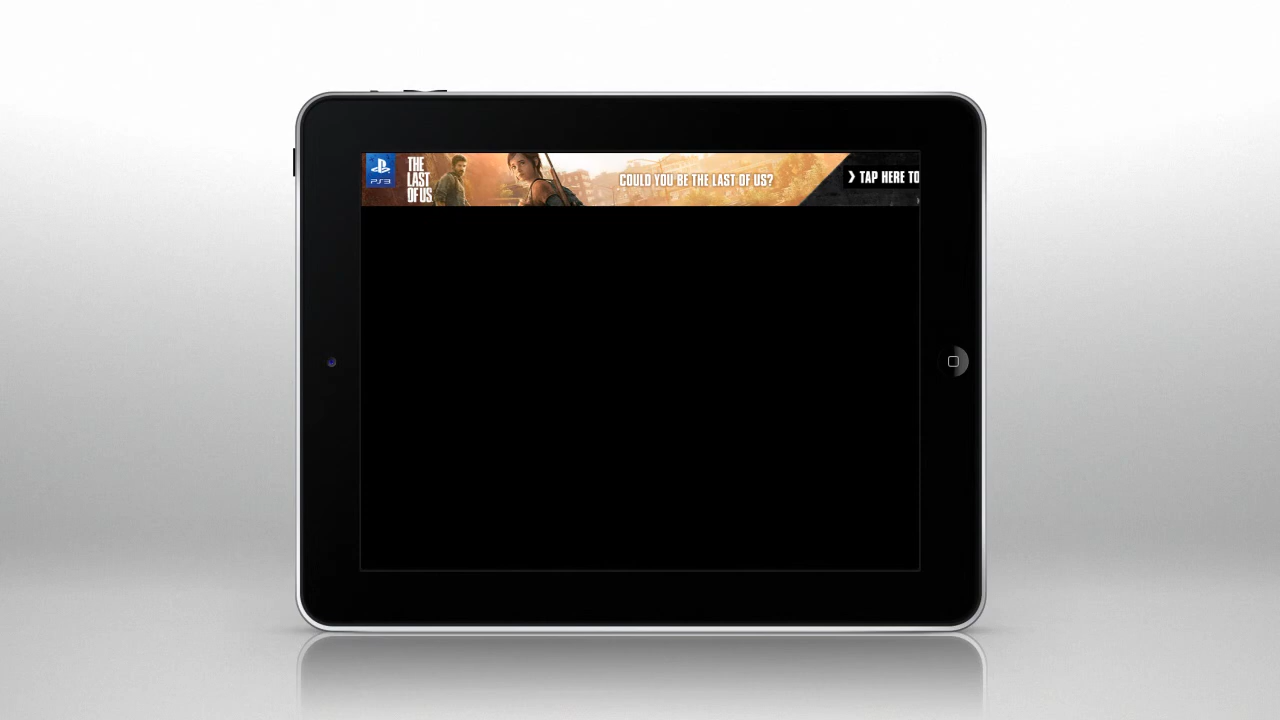 PS3
THE
LAST
OF US
COULD YOU BE THE LAST OF US?
❯ TAP HERE TO